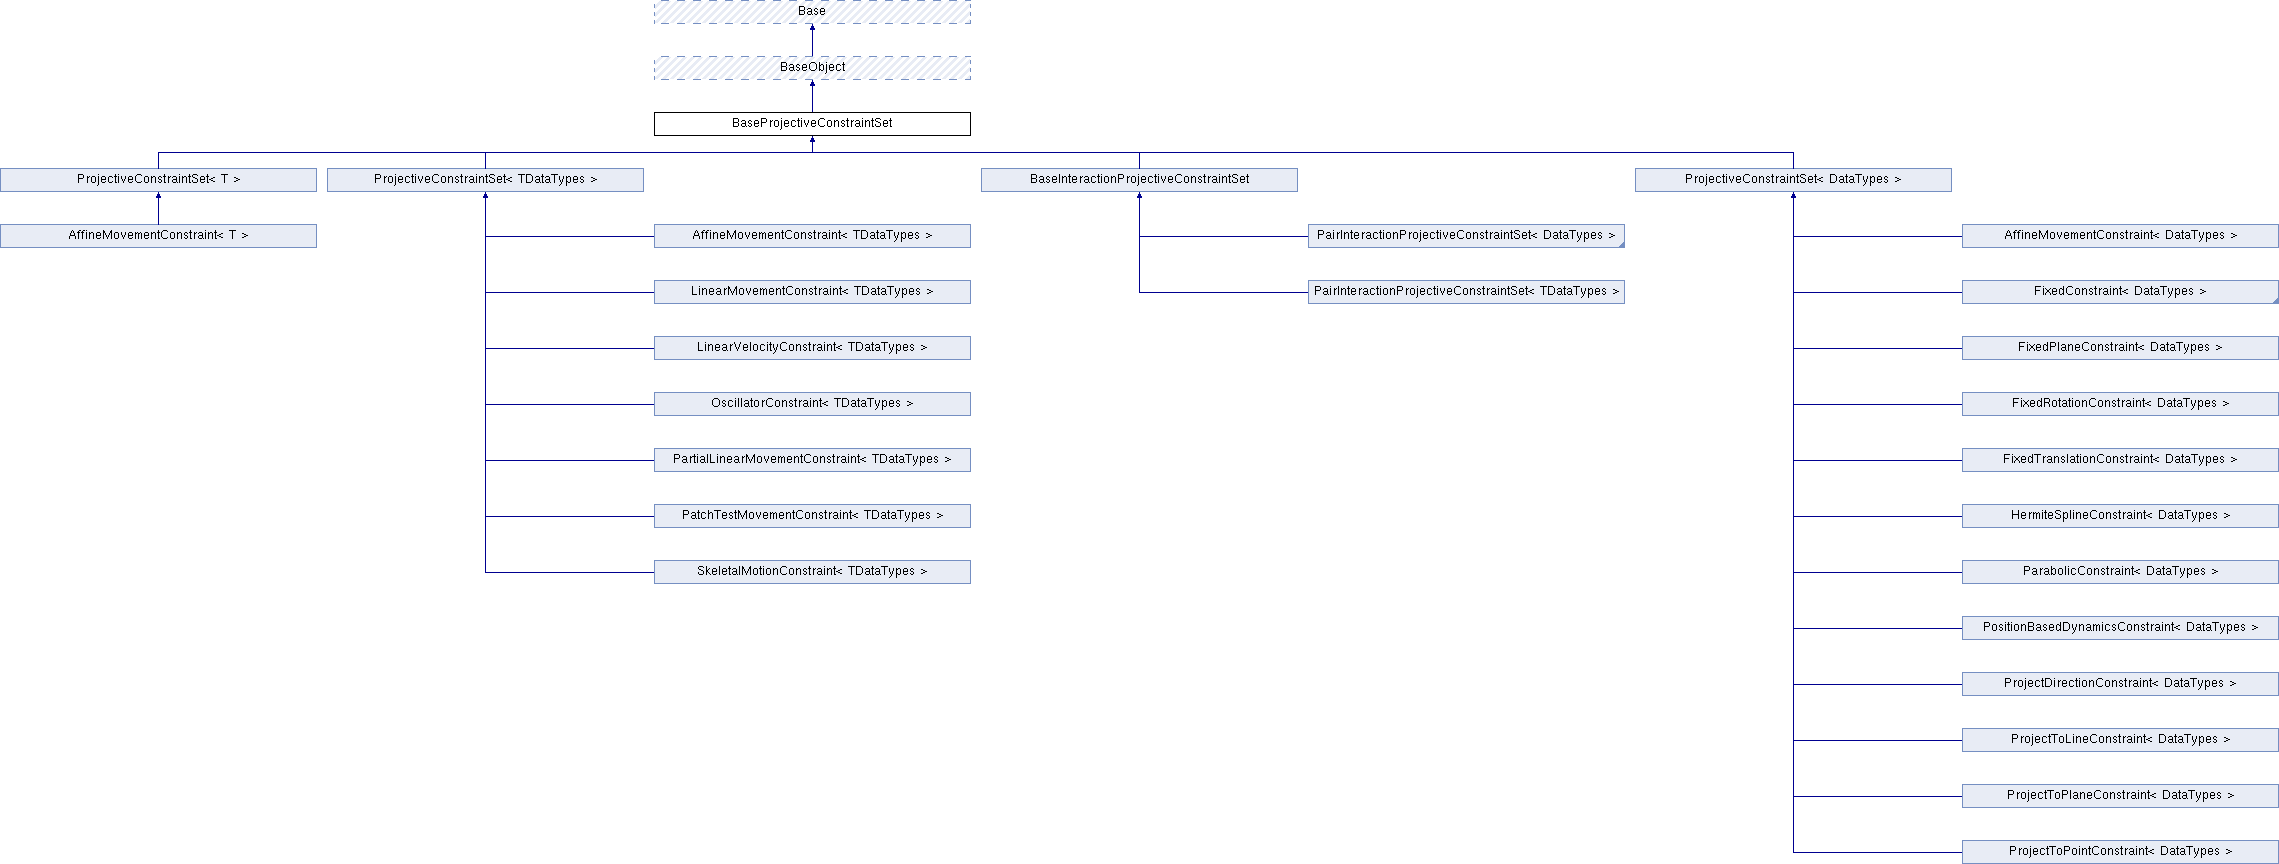 Base
BaseObject
BaseProjectiveConstraintSet
ProjectiveConstraintSet< T >
ProjectiveConstraintSet< TDataTypes >
BaseInteractionProjectiveConstraintSet
ProjectiveConstraintSet< DataTypes >
AffineMovementConstraint< T >
AffineMovementConstraint< TDataTypes >
PairInteractionProjectiveConstraintSet< DataTypes >
AffineMovementConstraint< DataTypes >
LinearMovementConstraint< TDataTypes >
PairInteractionProjectiveConstraintSet< TDataTypes >
FixedConstraint< DataTypes >
LinearVelocityConstraint< TDataTypes >
FixedPlaneConstraint< DataTypes >
OscillatorConstraint< TDataTypes >
FixedRotationConstraint< DataTypes >
PartialLinearMovementConstraint< TDataTypes >
FixedTranslationConstraint< DataTypes >
PatchTestMovementConstraint< TDataTypes >
HermiteSplineConstraint< DataTypes >
SkeletalMotionConstraint< TDataTypes >
ParabolicConstraint< DataTypes >
PositionBasedDynamicsConstraint< DataTypes >
ProjectDirectionConstraint< DataTypes >
ProjectToLineConstraint< DataTypes >
ProjectToPlaneConstraint< DataTypes >
ProjectToPointConstraint< DataTypes >